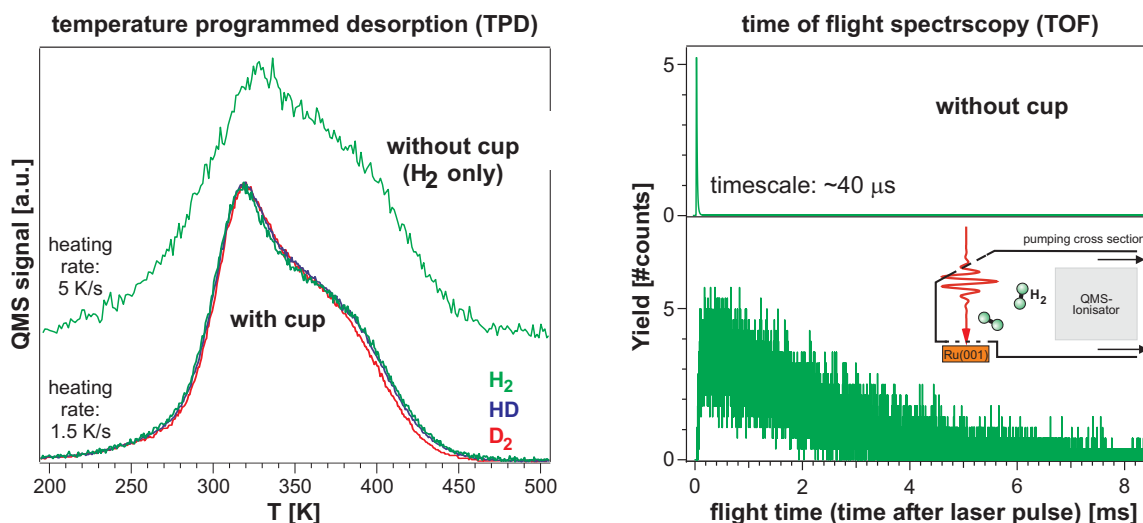 temperature programmed desorption (TPD)
QMS signal [a.u.]
without cup
(H2 only)
heating
rate:
5 K/s
with cup
heating
rate:
1.5 K/s
H2
HD
D2
200
250
300
350
400
450
500
T [K]
time of flight spectrscopy (TOF)
Yield [#counts]
5
0
without cup
timescale: ~40 μs
pumping cross section
QMS-
Ionisator
H2
Ru(001)
5
0
0
2
4
6
8
flight time (time after laser pulse) [ms]